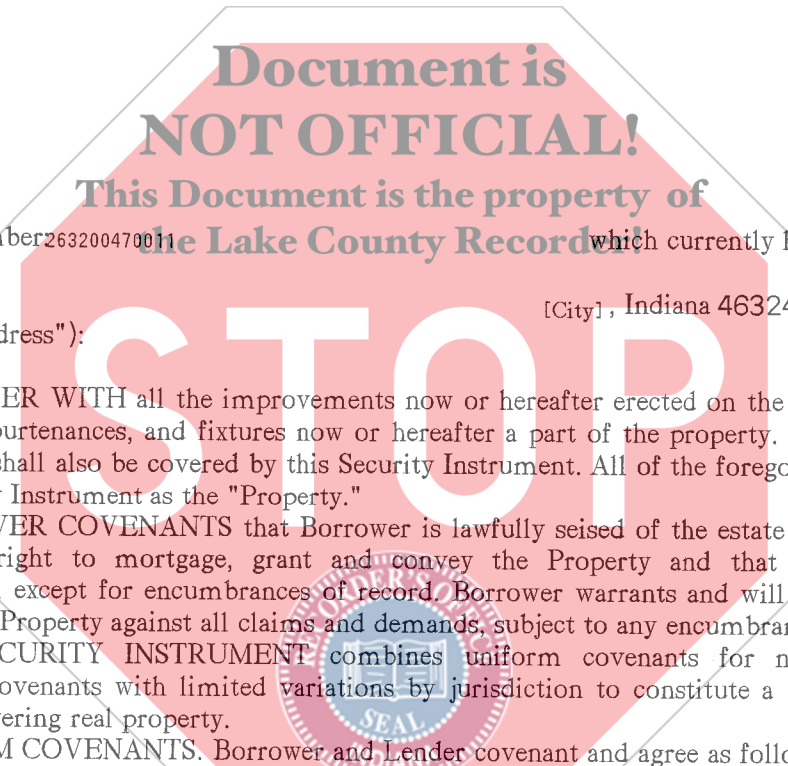 Document is
NOT OFFICIAL!
This Document is the property of
the Lake County Recorder!
ber263200470011 which currently
[City], Indiana 46324
dress"):
STOP
ER WITH all the improvements now or hereafter erected on the
ourtenances, and fixtures now or hereafter a part of the property.
shall also be covered by this Security Instrument. All of the forego
Instrument as the "Property."
VER COVENANTS that Borrower is lawfully seised of the estate
right to mortgage, grant and convey the Property and that
except for encumbrances of record. Borrower warrants and will
Property against all claims and demands, subject to any encumbran
CURITY INSTRUMENT combines uniform covenants for n
ovenants with limited variations by jurisdiction to constitute a
vering real property.
M COVENANTS. Borrower and Lender covenant and agree as follo
RECORDER'S OFFICE
SEAL